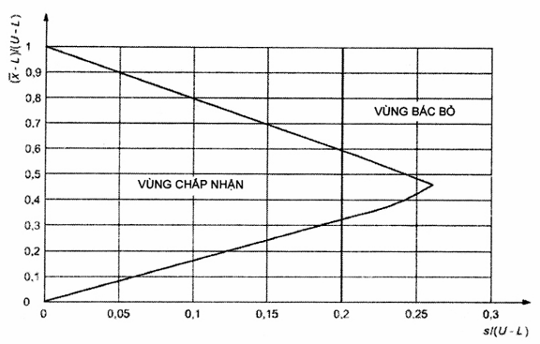 (x̄ - L)/(U - L)
1
0,9
0,8
0,7
0,6
0,5
0,4
0,3
0,2
0,1
0
VÙNG BÁC BỎ
VÙNG CHẤP NHẬN
0 0,05 0,1 0,15 0,2 0,25 0,3
s/(U - L)